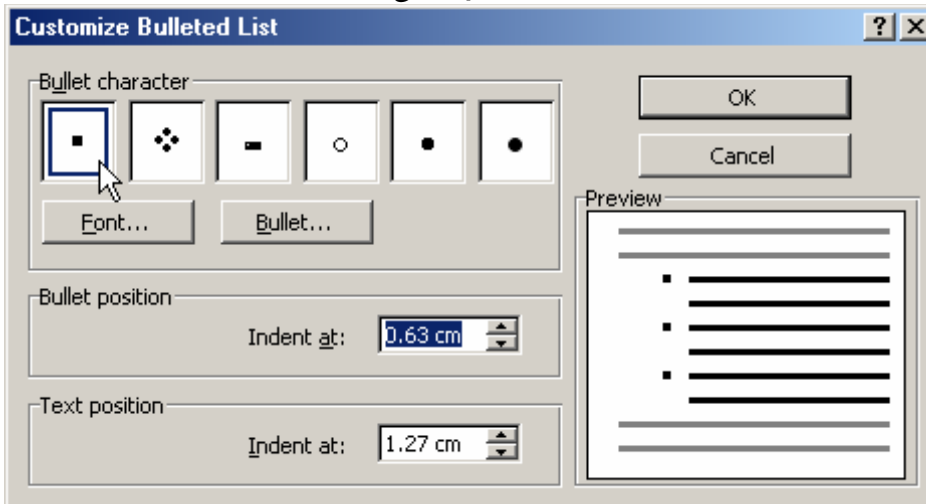 Customize Bulleted List
Bullet character
OK
Cancel
Font...
Bullet...
Preview
Bullet position
Indent at:
0.63 cm
Text position
Indent at:
1.27 cm